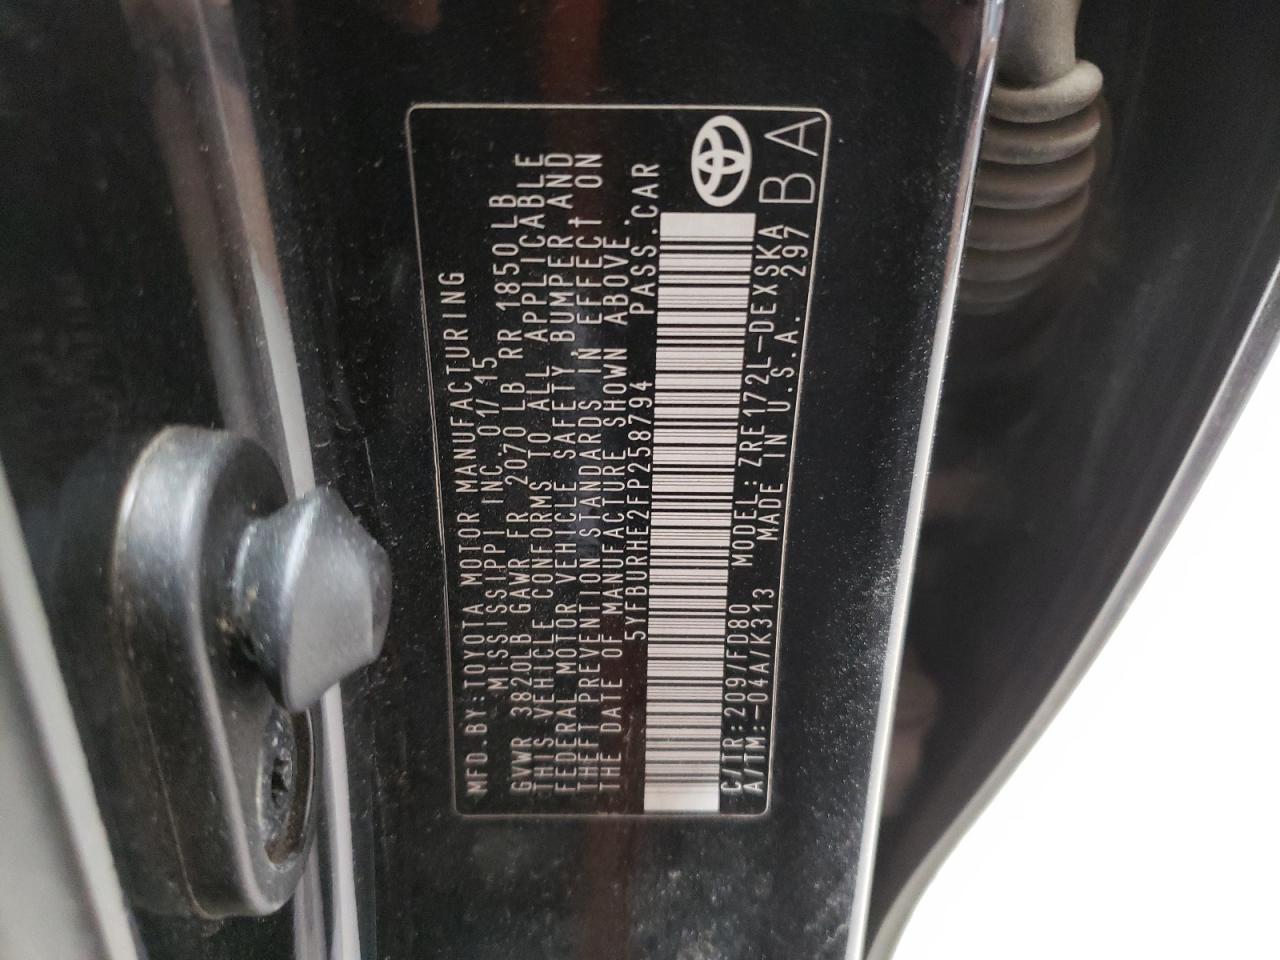 MFD.BY:TOYOTA MOTOR MANUFACTURING
MISSISSIPPI INC. 01/15
GVWR 3820LB GAWR FR 2070 LB RR 1850 LB
THIS VEHICLE CONFORMS TO ALL APPLICABLE
FEDERAL MOTOR VEHICLE SAFETY, BUMPER AND
THEFT PREVENTION STANDARDS IN EFFECT ON
THE DATE OF MANUFACTURE SHOWN ABOVE.
5YFBURHE2FP258794 PASS.CAR
C/TR:209/FD80 MODEL:ZRE172L-DEXSKA
A/TM:-04A/K313 MADE IN U.S.A. 297
BA